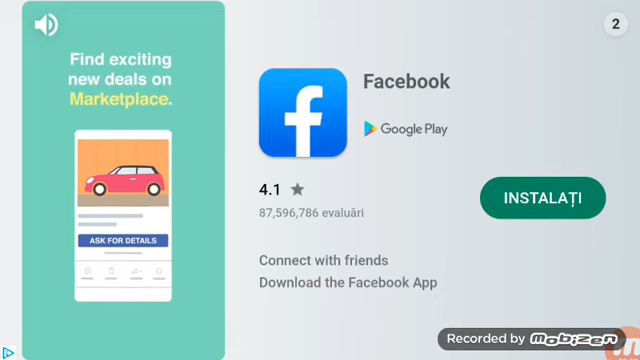 Find exciting
new deals on
Marketplace.
ASK FOR DETAILS
2
Facebook
Google Play
4.1
87,596,786 evaluări
INSTALAȚI
Connect with friends
Download the Facebook App
Recorded by mobizen